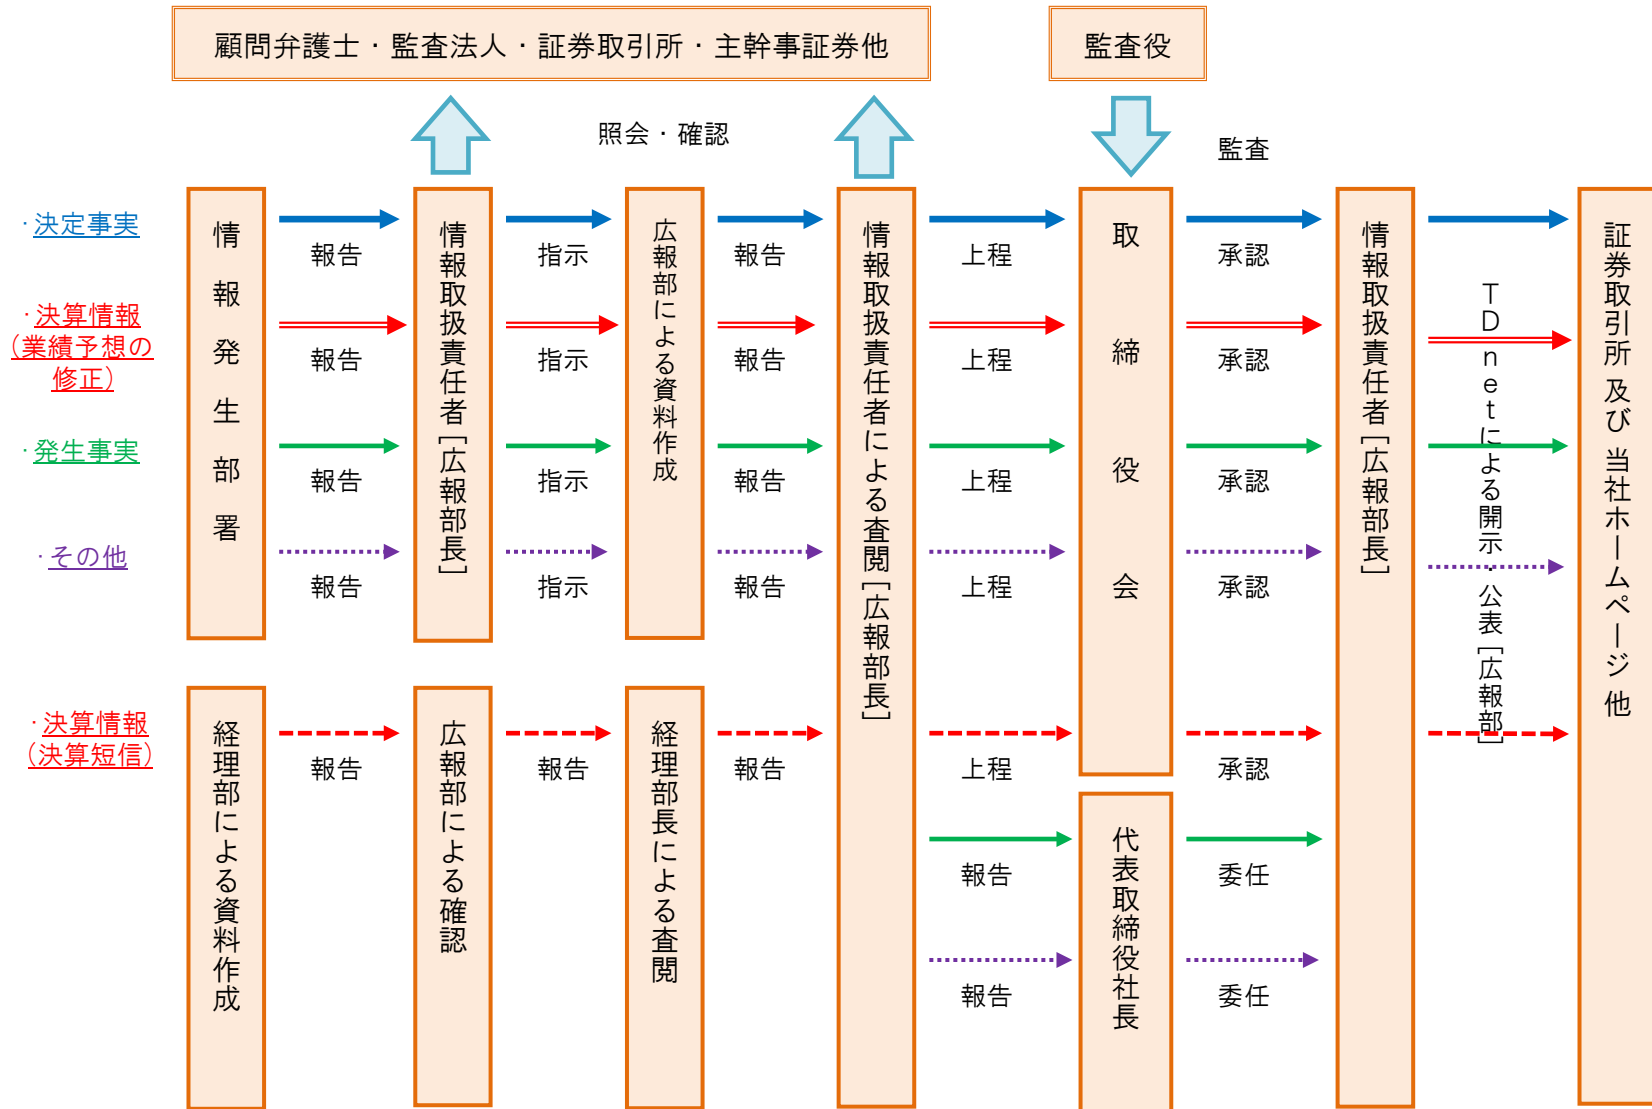 顧問弁護士・監査法人・証券取引所・主幹事証券他
監査役
照会・確認
監査
・決定事実
・決算情報
（業績予想の
修正）
・発生事実
・その他
・決算情報
（決算短信）
情報発生部署
報告
報告
報告
報告
情報取扱責任者［広報部長］
指示
指示
指示
指示
広報部による資料作成
報告
報告
報告
報告
情報取扱責任者による査閲［広報部長］
上程
上程
上程
上程
上程
取締役会
承認
承認
承認
承認
承認
情報取扱責任者［広報部長］
TDnetによる開示・公表［広報部］
証券取引所 及び 当社ホームページ 他
経理部による資料作成
報告
広報部による確認
報告
経理部長による査閲
報告
報告
報告
代表取締役社長
委任
委任